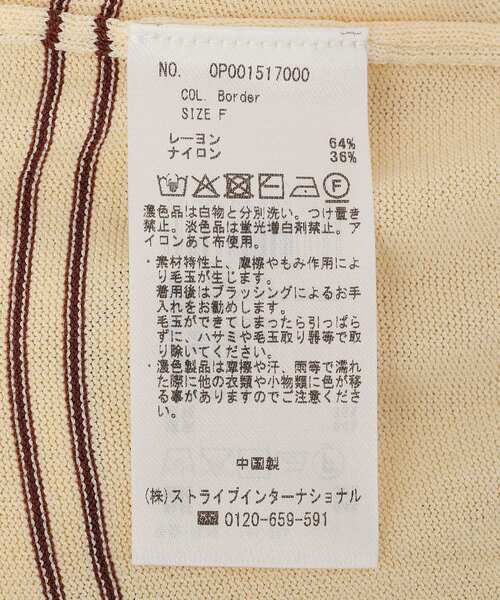 NO. OP001517000
COL. Border
SIZE F
レーヨン 64%
ナイロン 36%
濃色品は白物と分別洗い。つけ置き
禁止。淡色品は蛍光増白剤禁止。ア
イロンあて布使用。
・素材特性上、摩擦やもみ作用によ
り毛玉が生じます。
着用後はブラッシングによるお手
入れをお勧めします。
毛玉ができてしまったら引っぱら
ずに、ハサミや毛玉取り器等で取
り除いてください。
・濃色製品は摩擦や汗、雨等で濡れ
た際に他の衣類や小物類に色が移
る事がありますのでご注意くださ
い。
中国製
(株)ストライプインターナショナル
0120-659-591